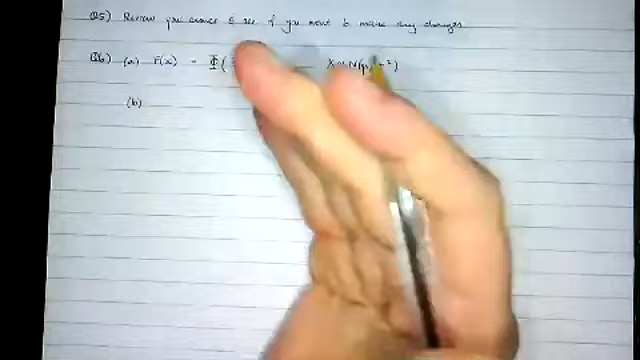 Q5) Review your answer & see if you want to make any changes.
Q6) (a) F(x) = Φ( X ~ N(μ, σ²)
(b)